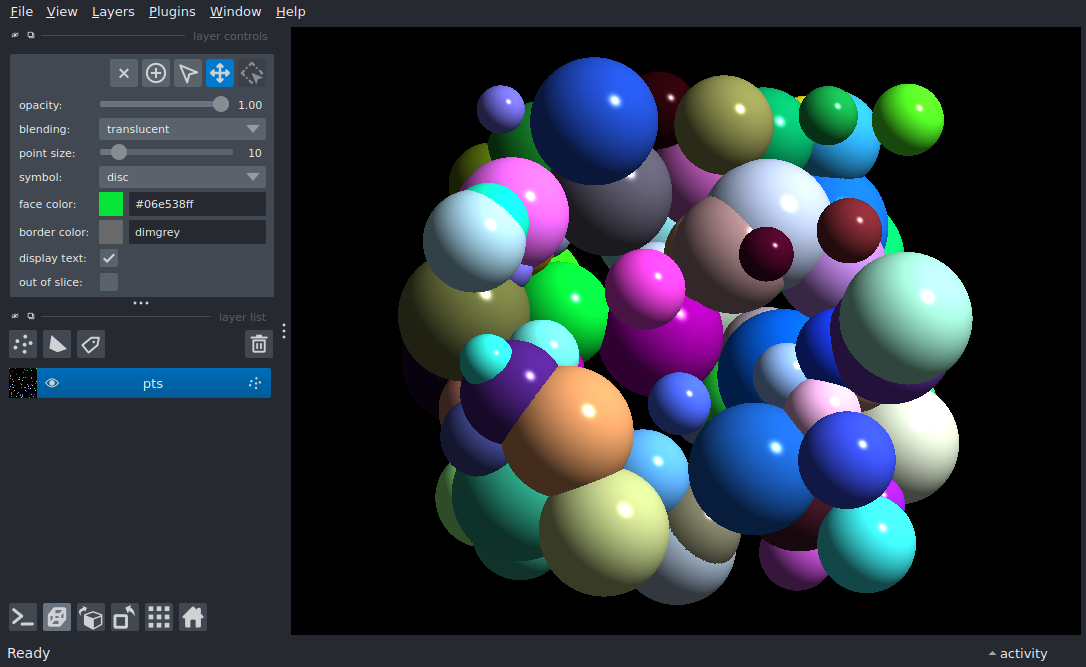 File View Layers Plugins Window Help
layer controls
opacity: 1.00
blending: translucent
point size: 10
symbol: disc
face color: #06e538ff
border color: dimgrey
display text:
out of slice:
layer list
pts
Ready activity